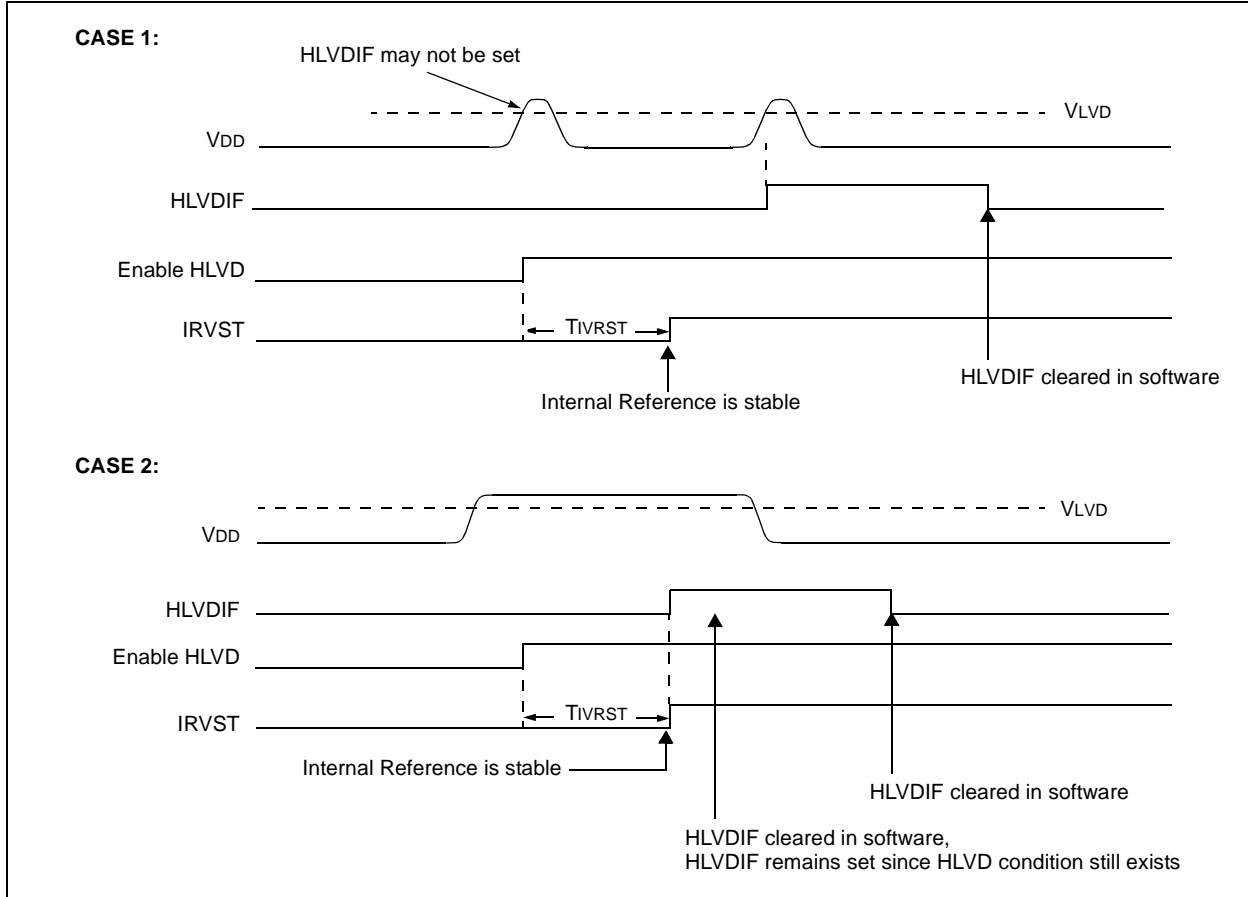 CASE 1:
HLVDIF may not be set
VLVD
VDD
HLVDIF
Enable HLVD
IRVST
TIVRST
HLVDIF cleared in software
Internal Reference is stable
CASE 2:
VLVD
VDD
HLVDIF
Enable HLVD
IRVST
TIVRST
Internal Reference is stable
HLVDIF cleared in software
HLVDIF cleared in software,
HLVDIF remains set since HLVD condition still exists